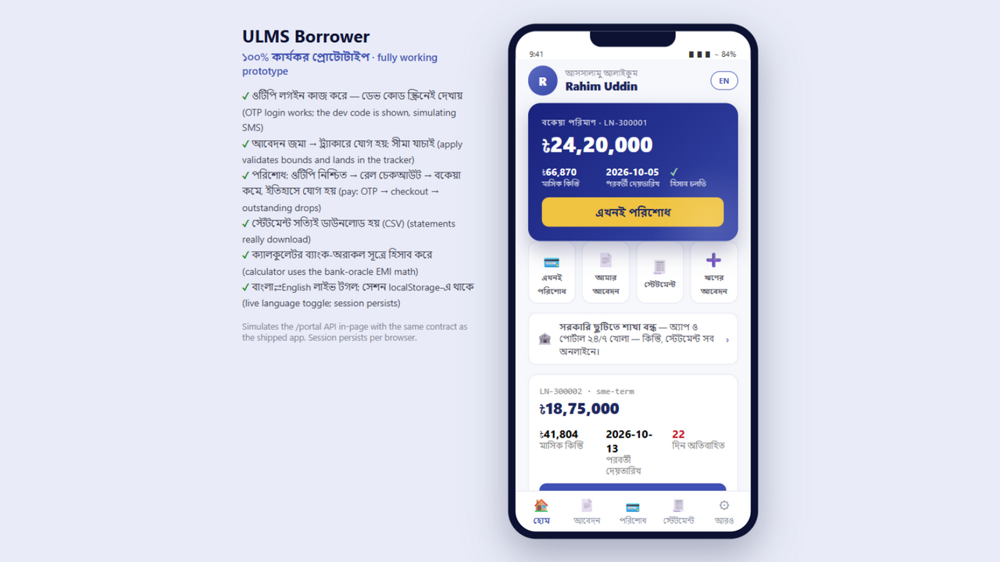 ULMS Borrower
১০০% কার্যকর প্রোটোটাইপ · fully working
prototype
✓ ওটিপি লগইন কাজ করে — ডেভ কোড স্ক্রিনেই দেখায়
(OTP login works; the dev code is shown, simulating
SMS)
✓ আবেদন জমা → ট্র্যাকারে যোগ হয়; সীমা যাচাই (apply
validates bounds and lands in the tracker)
✓ পরিশোধ: ওটিপি নিশ্চিত → রেল চেকআউট → বকেয়া
কমে, ইতিহাসে যোগ হয় (pay: OTP → checkout →
outstanding drops)
✓ স্টেটমেন্ট সত্যিই ডাউনলোড হয় (CSV) (statements
really download)
✓ ক্যালকুলেটর ব্যাংক-অরাকল সূত্রে হিসাব করে
(calculator uses the bank-oracle EMI math)
✓ বাংলা⇄English লাইভ টগল; সেশন localStorage-এ থাকে
(live language toggle; session persists)
Simulates the /portal API in-page with the same contract as
the shipped app. Session persists per browser.
9:41
~ 84%
R
আসসালামু আলাইকুম
Rahim Uddin
EN
বকেয়া পরিমাণ · LN-300001
৳24,20,000
৳66,870 2026-10-05 ✓
মাসিক কিস্তি পরবর্তী দেয়তারিখ হিসাব চলতি
এখনই পরিশোধ
এখনই
পরিশোধ
আমার
আবেদন
স্টেটমেন্ট
ঋণের
আবেদন
সরকারি ছুটিতে শাখা বন্ধ — অ্যাপ ও
পোর্টাল ২৪/৭ খোলা — কিস্তি, স্টেটমেন্ট সব
অনলাইনে।
›
LN-300002 · sme-term
৳18,75,000
৳41,804
মাসিক কিস্তি
2026-10-
13
পরবর্তী
দেয়তারিখ
22
দিন অতিবাহিত
হোম আবেদন পরিশোধ স্টেটমেন্ট আরও